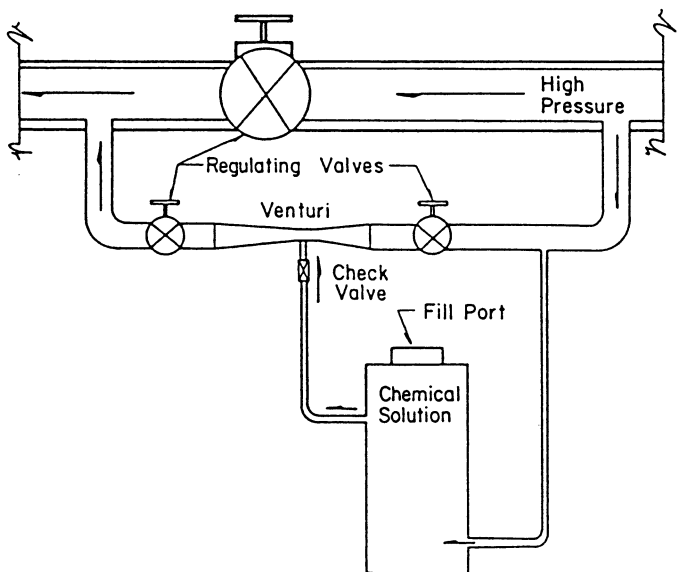 High
Pressure
Regulating Valves
Venturi
Check
Valve
Fill Port
Chemical
Solution